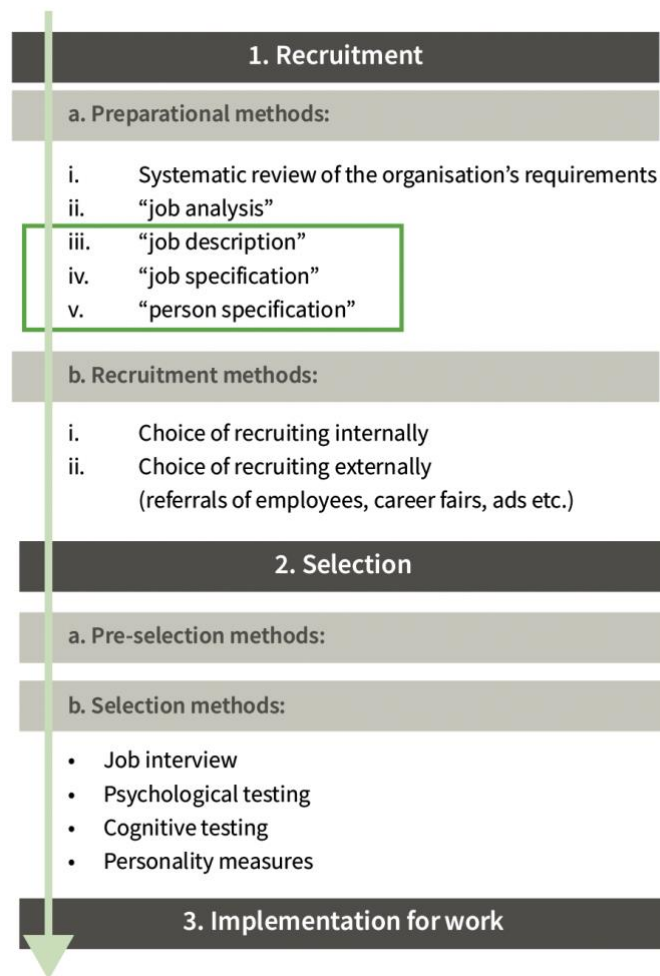 1. Recruitment
a. Preparational methods:
i. Systematic review of the organisation’s requirements
ii. “job analysis”
iii. “job description”
iv. “job specification”
v. “person specification”
b. Recruitment methods:
i. Choice of recruiting internally
ii. Choice of recruiting externally
(referrals of employees, career fairs, ads etc.)
2. Selection
a. Pre-selection methods:
b. Selection methods:
• Job interview
• Psychological testing
• Cognitive testing
• Personality measures
3. Implementation for work